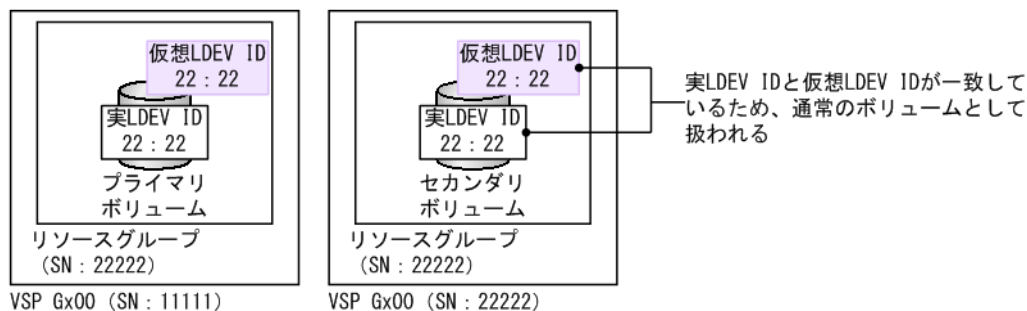 仮想LDEV ID
22：22
実LDEV ID
22：22
プライマリ
ボリューム
リソースグループ
（SN：22222）
VSP Gx00（SN：11111）
仮想LDEV ID
22：22
実LDEV ID
22：22
セカンダリ
ボリューム
リソースグループ
（SN：22222）
VSP Gx00（SN：22222）
実LDEV IDと仮想LDEV IDが一致して
いるため、通常のボリュームとして
扱われる